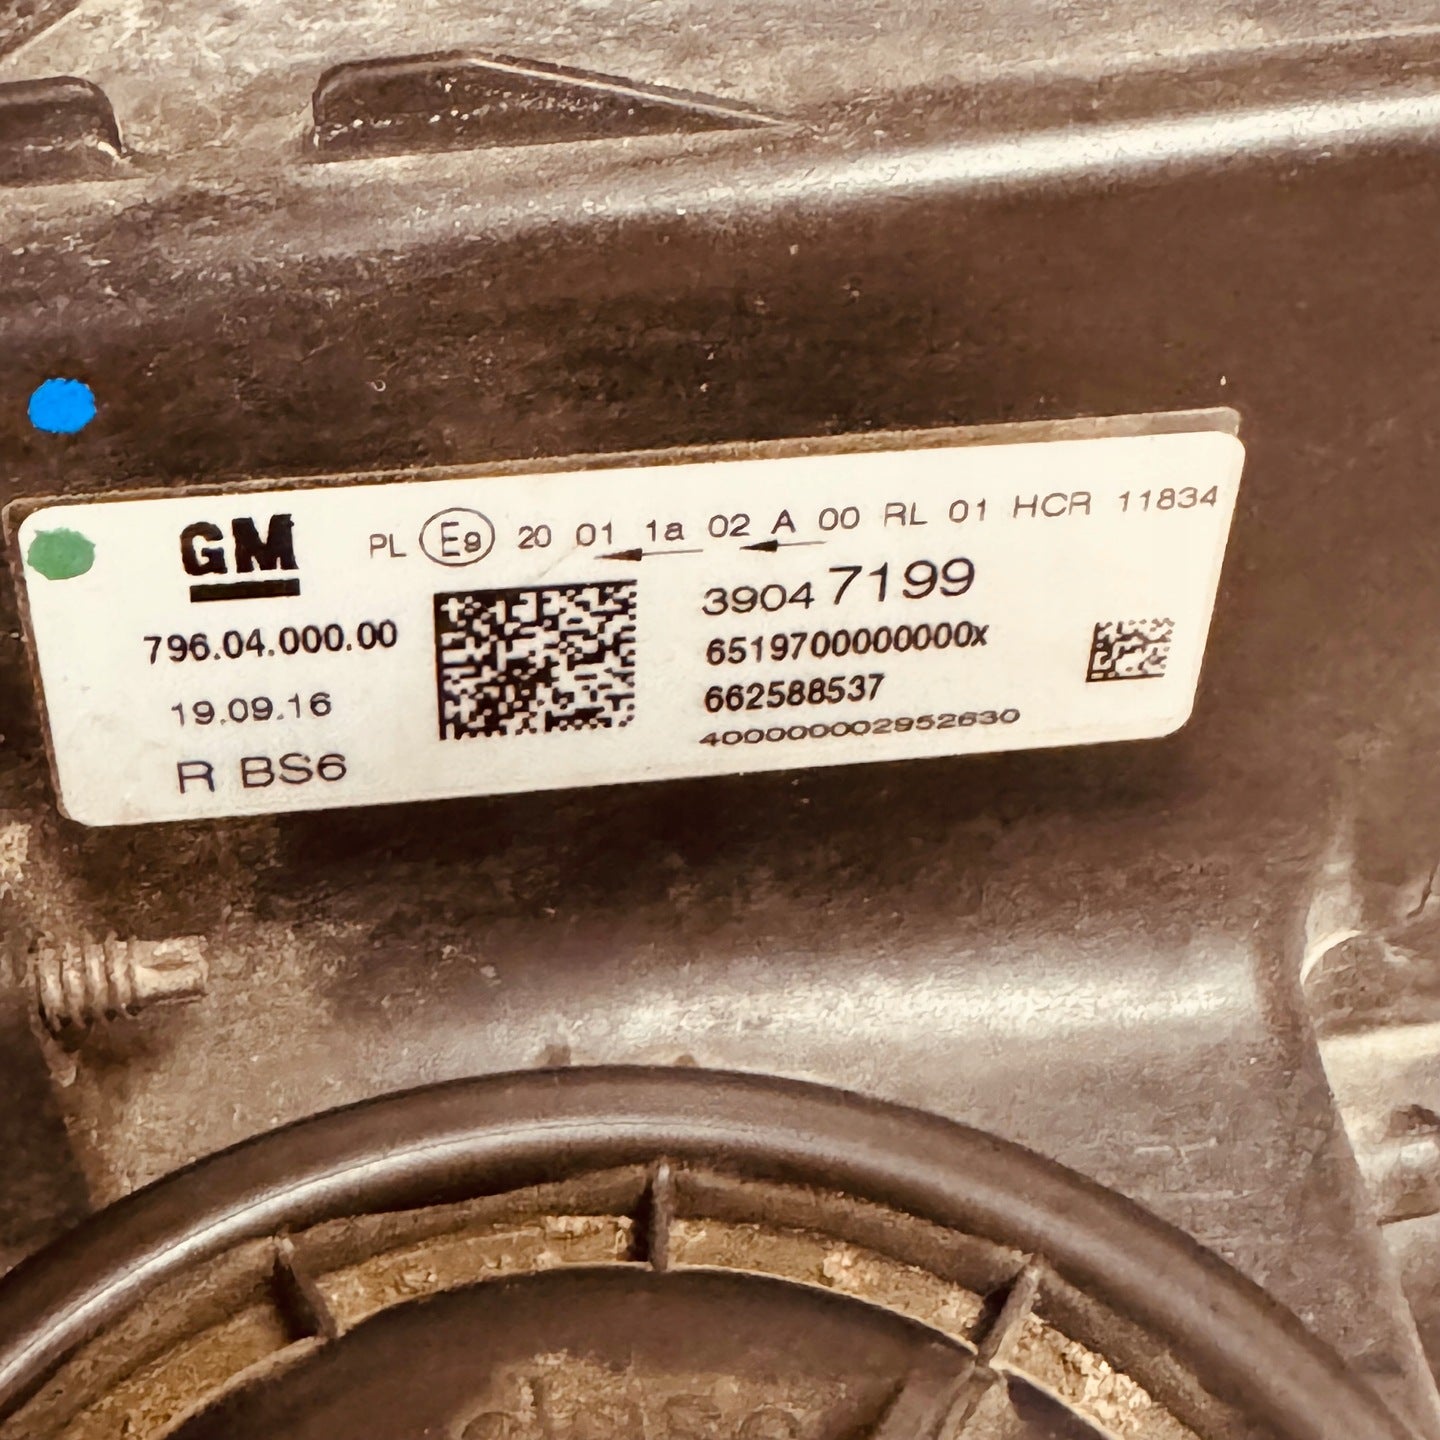 GM
PL E9 20 01 1a 02 A 00 RL 01 HCR 11834
39047199
796.04.000.00
6519700000000x
19.09.16
662588537
400000002952630
R BS6